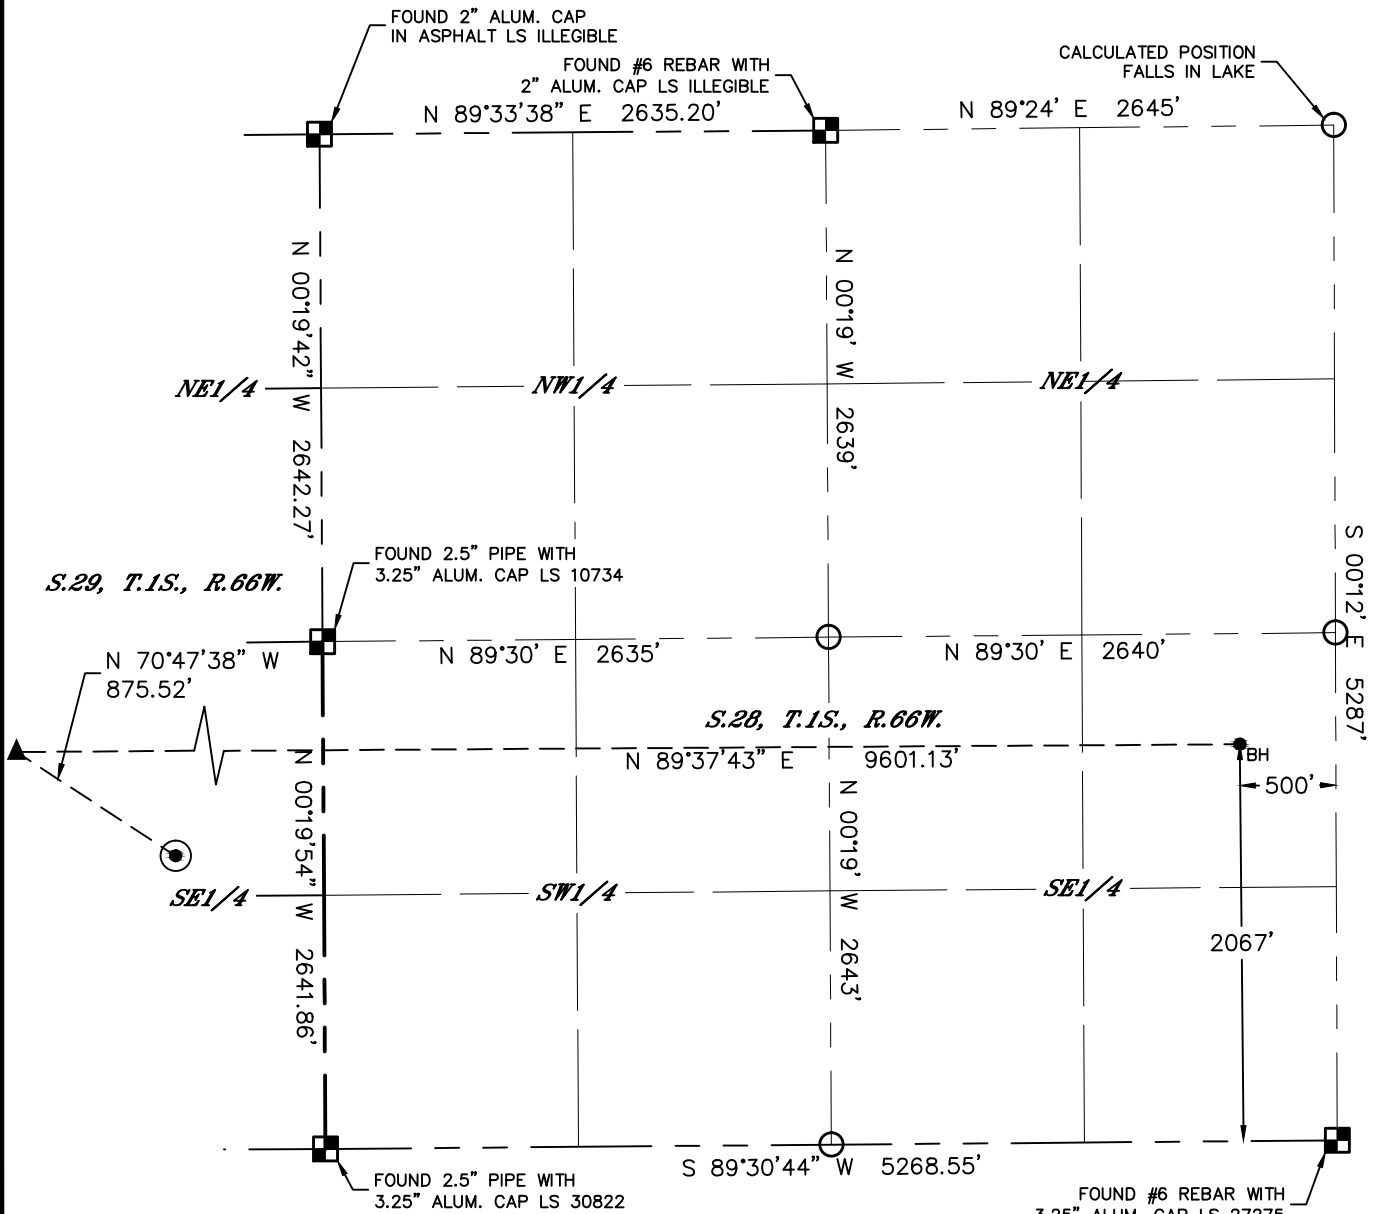 FOUND 2" ALUM. CAP
IN ASPHALT LS ILLEGIBLE
FOUND #6 REBAR WITH
2" ALUM. CAP LS ILLEGIBLE
CALCULATED POSITION
FALLS IN LAKE
N 89°33'38" E 2635.20'
N 89°24' E 2645'
N 00°19'42" W 2642.27'
N 00°19' W 2639'
NE1/4
NW1/4
NE1/4
S 00°12' E 5287'
FOUND 2.5" PIPE WITH
3.25" ALUM. CAP LS 10734
S.29, T.1S., R.66W.
N 89°30' E 2635'
N 89°30' E 2640'
N 70°47'38" W
875.52'
S.28, T.1S., R.66W.
N 89°37'43" E 9601.13'
BH
500'
N 00°19'54" W 2641.86'
N 00°19' W 2643'
SE1/4
SW1/4
SE1/4
2067'
S 89°30'44" W 5268.55'
FOUND 2.5" PIPE WITH
3.25" ALUM. CAP LS 30822
FOUND #6 REBAR WITH
3.25" ALUM. CAP LS